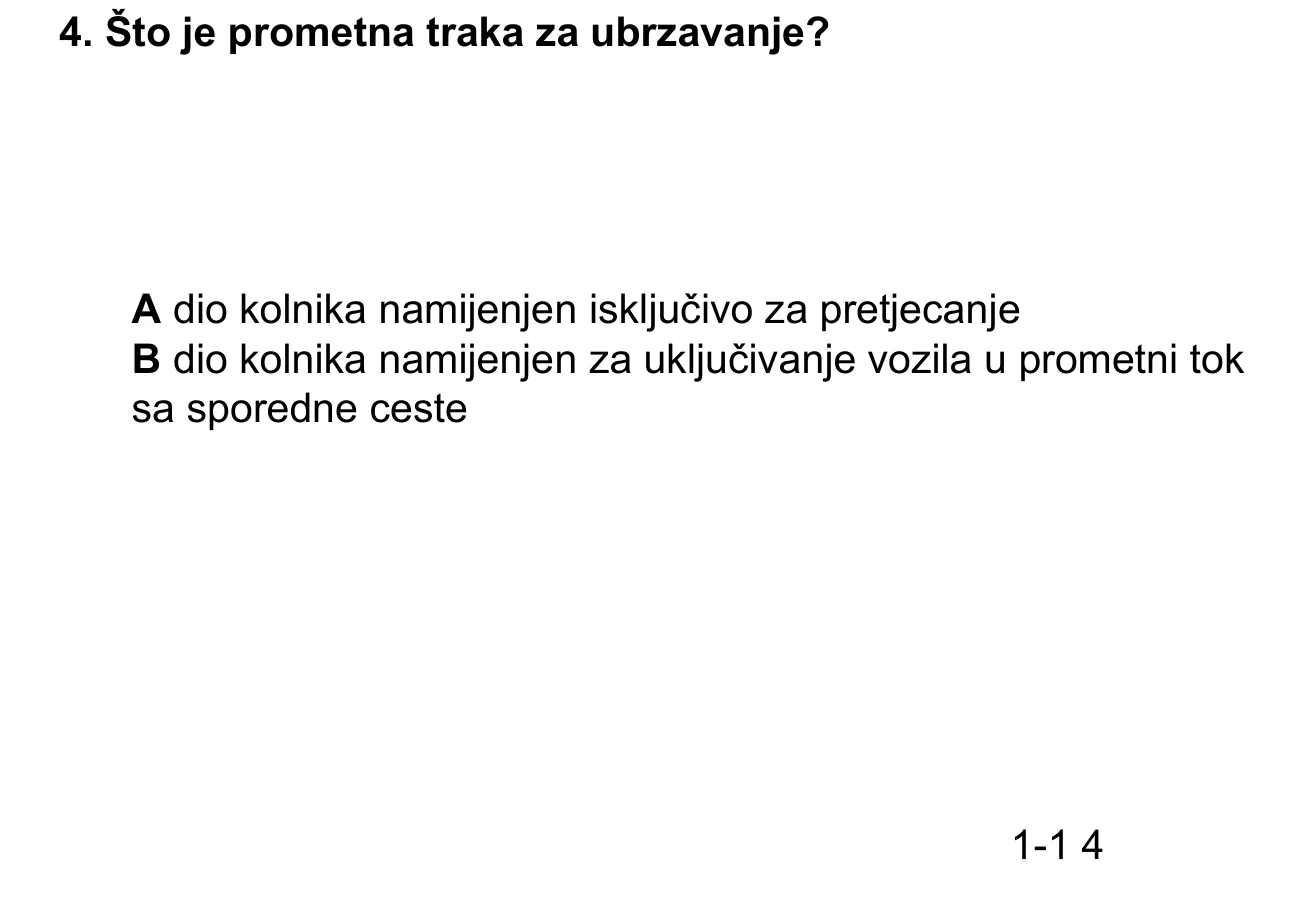 4. Što je prometna traka za ubrzavanje?
A dio kolnika namijenjen isključivo za pretjecanje
B dio kolnika namijenjen za uključivanje vozila u prometni tok
sa sporedne ceste
1-1 4